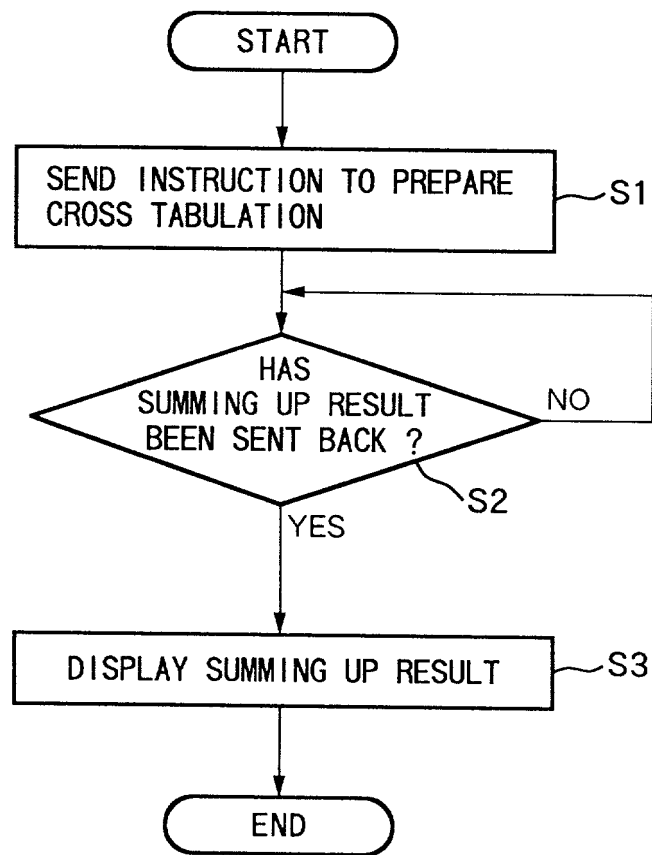 START
SEND INSTRUCTION TO PREPARE
CROSS TABULATION
S1
HAS
SUMMING UP RESULT
BEEN SENT BACK ?
NO
S2
YES
DISPLAY SUMMING UP RESULT
S3
END